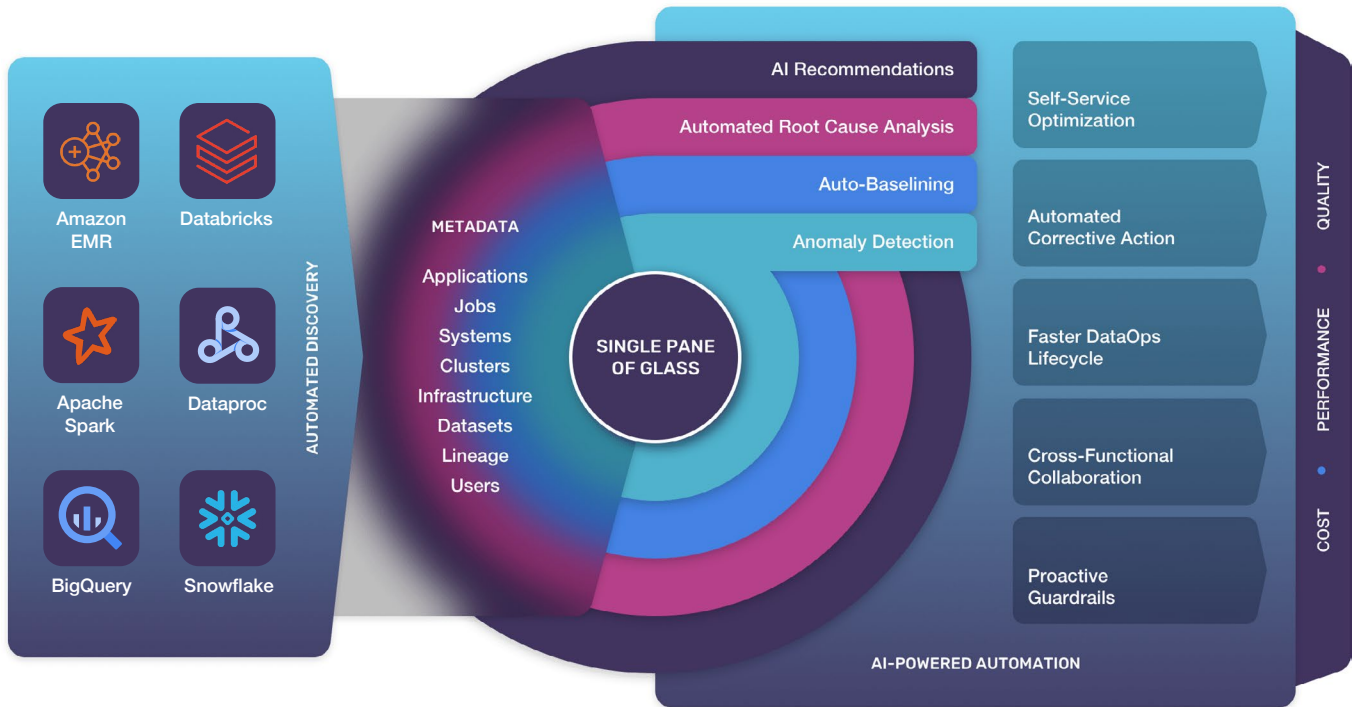 Amazon
EMR
Databricks
Apache
Spark
Dataproc
BigQuery
Snowflake
AUTOMATED DISCOVERY
METADATA
Applications
Jobs
Systems
Clusters
Infrastructure
Datasets
Lineage
Users
SINGLE PANE
OF GLASS
AI Recommendations
Automated Root Cause Analysis
Auto-Baselining
Anomaly Detection
Self-Service
Optimization
Automated
Corrective Action
Faster DataOps
Lifecycle
Cross-Functional
Collaboration
Proactive
Guardrails
AI-POWERED AUTOMATION
COST • PERFORMANCE • QUALITY